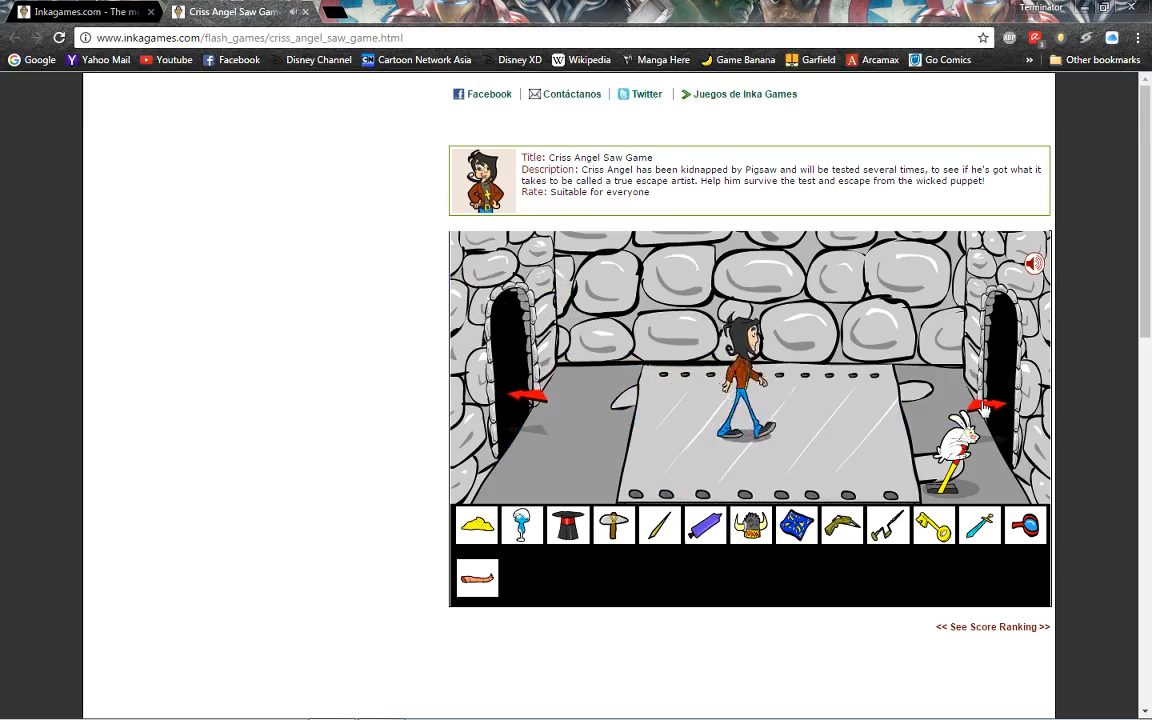 Inkagames.com - The m
Criss Angel Saw Gam
Terminator
www.inkagames.com/flash_games/criss_angel_saw_game.html
ABP
3
Google
Yahoo Mail
Youtube
Facebook
Disney Channel
Cartoon Network Asia
Disney XD
Wikipedia
Manga Here
Game Banana
Garfield
Arcamax
Go Comics
»
Other bookmarks
Facebook | Contáctanos | Twitter | Juegos de Inka Games
Title: Criss Angel Saw Game
Description: Criss Angel has been kidnapped by Pigsaw and will be tested several times, to see if he's got what it
takes to be called a true escape artist. Help him survive the test and escape from the wicked puppet!
Rate: Suitable for everyone
<< See Score Ranking >>